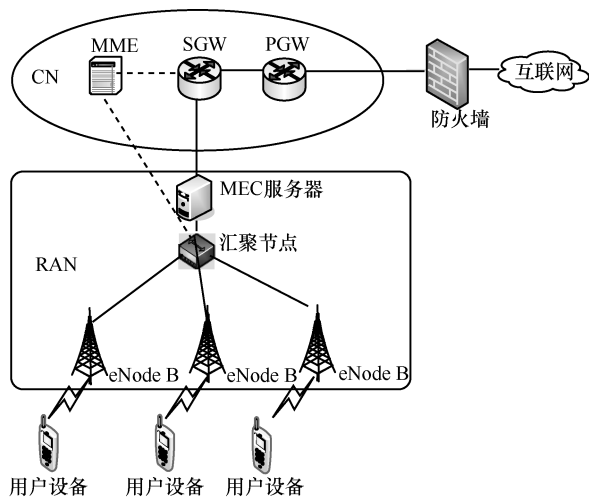 MME
SGW
PGW
CN
互联网
防火墙
MEC服务器
汇聚节点
RAN
eNode B
eNode B
eNode B
用户设备
用户设备
用户设备